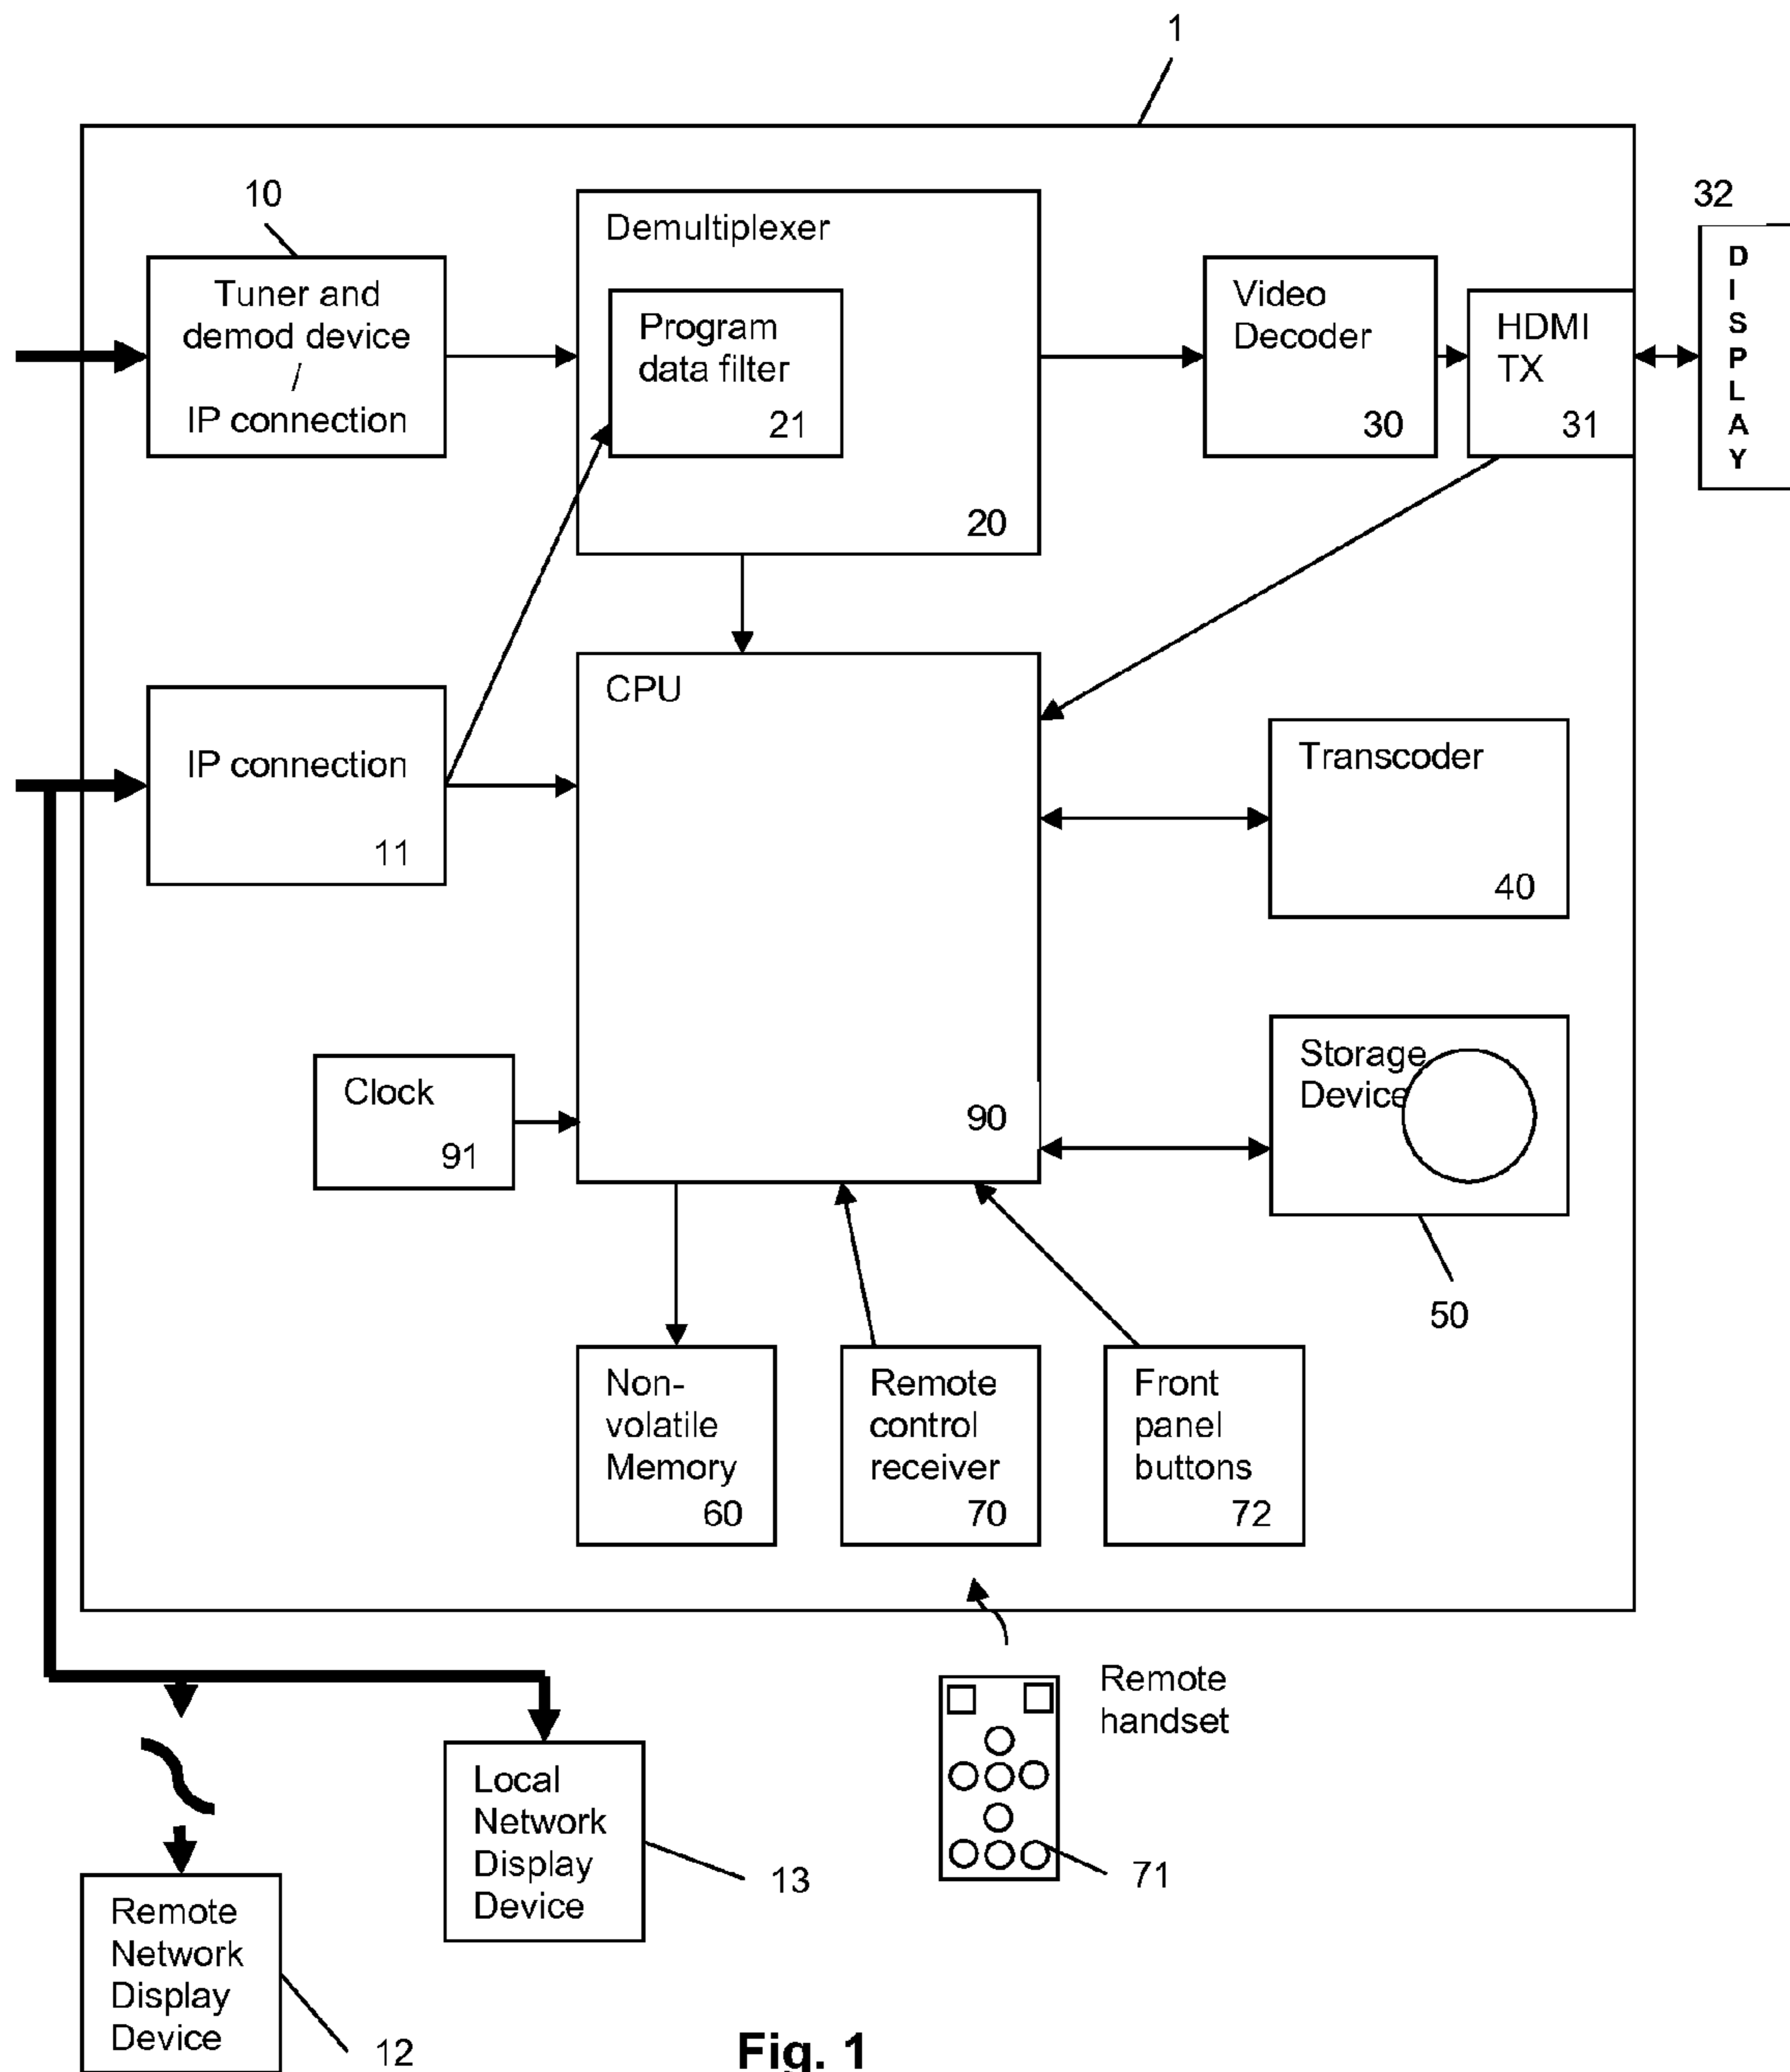 1
10
32
Tuner and
demod device
/
IP connection
Demultiplexer
Program
data filter
21
20
Video
Decoder
30
HDMI
TX
31
D
I
S
P
L
A
Y
IP connection
11
CPU
90
Transcoder
40
Clock
91
Storage
Device
50
Non-
volatile
Memory
60
Remote
control
receiver
70
Front
panel
buttons
72
Remote
handset
71
Local
Network
Display
Device
13
Remote
Network
Display
Device
12
Fig. 1